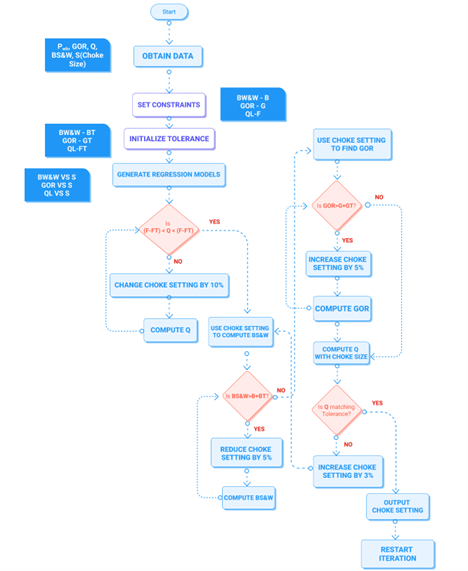 Start
P GOR, Q,
BS&W, S(Choke
Size)
OBTAIN DATA
SET CONSTRAINTS
BW&W - B
GOR - G
QL-F
BW&W - BT
GOR - GT
QL-FT
INITIALIZE TOLERANCE
USE CHOKE SETTING
TO FIND GOR
BW&W VS S
GOR VS S
QL VS S
GENERATE REGRESSION MODELS
Is
(F-FT) < Q < (F-FT)
YES
NO
CHANGE CHOKE SETTING BY 10%
COMPUTE Q
Is GOR>G+GT?
NO
YES
INCREASE CHOKE
SETTING BY 5%
COMPUTE GOR
COMPUTE Q
WITH CHOKE SIZE
USE CHOKE SETTING
TO COMPUTE BS&W
Is BS&W>B+BT?
NO
YES
REDUCE CHOKE
SETTING BY 5%
COMPUTE BS&W
Is Q matching
Tolerance?
YES
NO
INCREASE CHOKE
SETTING BY 3%
OUTPUT
CHOKE SETTING
RESTART
ITERATION